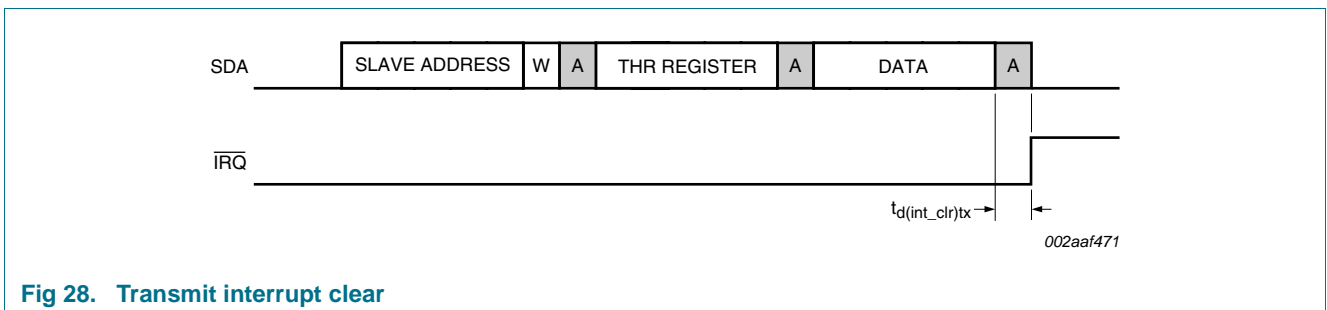 SDA SLAVE ADDRESS W A THR REGISTER A DATA A
IRQ
td(int_clr)tx
002aaf471
Fig 28. Transmit interrupt clear